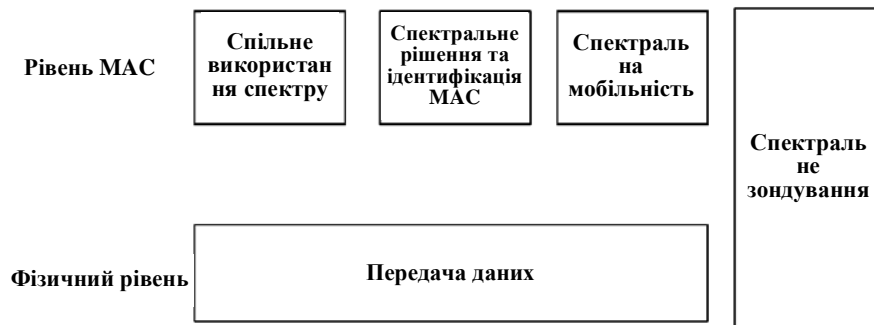 Рівень MAC
Спільне
використан
ня спектру
Спектральне
рішення та
ідентифікація
MAC
Спектраль
на
мобільність
Спектраль
не
зондування
Фізичний рівень
Передача даних